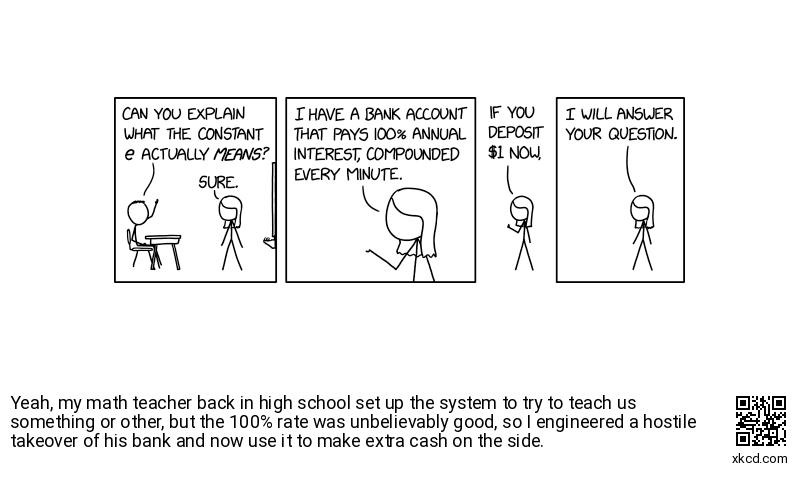 CAN YOU EXPLAIN
WHAT THE CONSTANT
e ACTUALLY MEANS?
SURE.
I HAVE A BANK ACCOUNT
THAT PAYS 100% ANNUAL
INTEREST, COMPOUNDED
EVERY MINUTE.
IF YOU
DEPOSIT
$1 NOW,
I WILL ANSWER
YOUR QUESTION.
Yeah, my math teacher back in high school set up the system to try to teach us
something or other, but the 100% rate was unbelievably good, so I engineered a hostile
takeover of his bank and now use it to make extra cash on the side.
xkcd.com